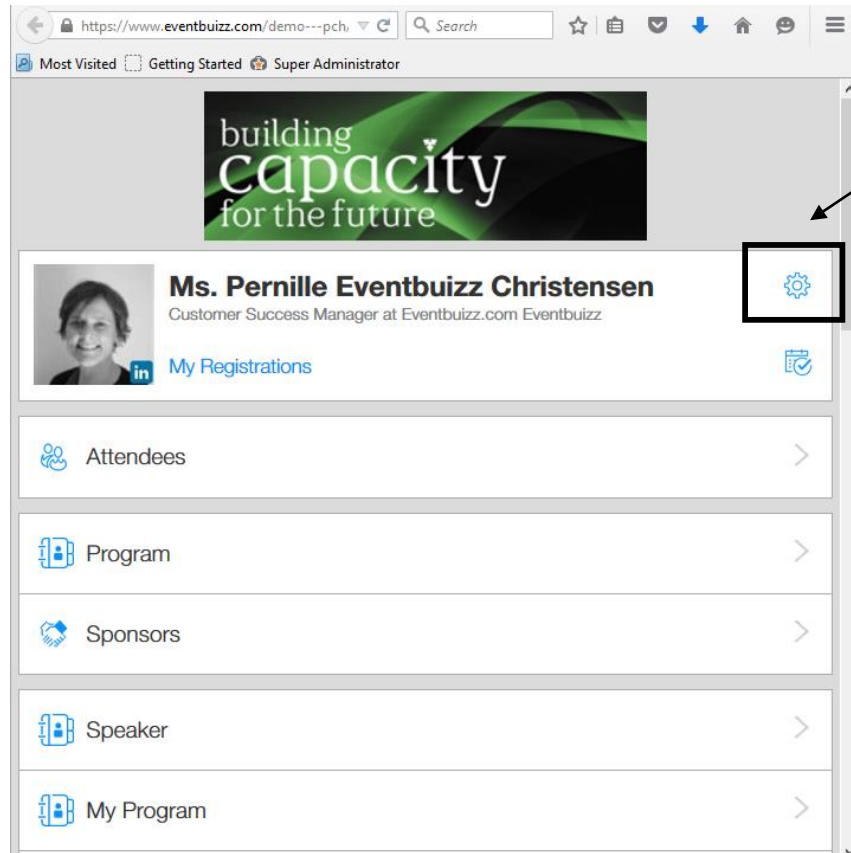 https://www.eventbuizz.com/demo---pch/
Search
Most Visited Getting Started Super Administrator
building
capacity
for the future
Ms. Pernille Eventbuizz Christensen
Customer Success Manager at Eventbuizz.com Eventbuizz
in
My Registrations
Attendees
Program
Sponsors
Speaker
My Program